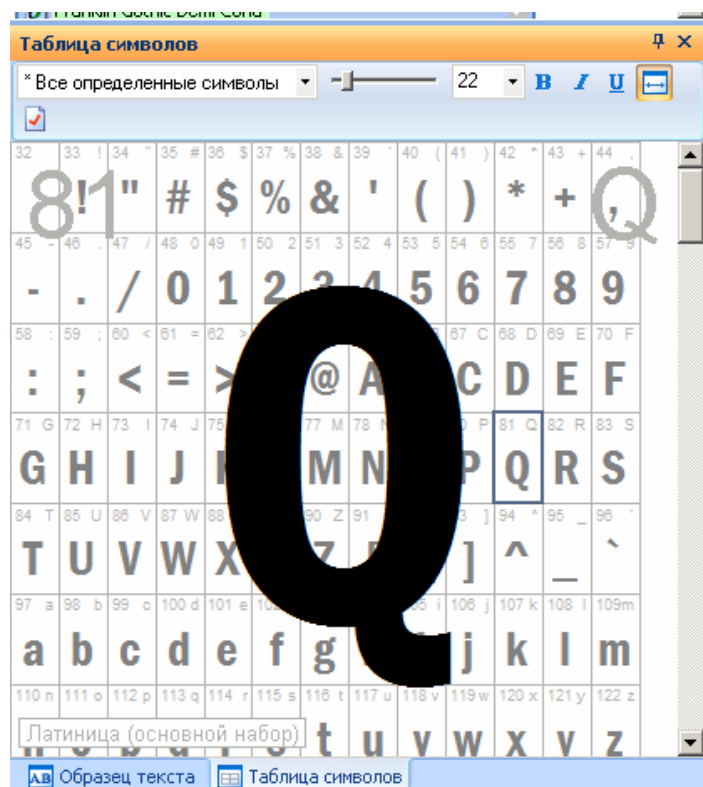 Franklin Gothic Demi Cond
Таблица символов
* Все определенные символы 22 B I U
32 33 ! 34 " 35 # 36 $ 37 % 38 & 39 ' 40 ( 41 ) 42 * 43 + 44 ,
81 Q
! " # $ % & ' ( ) * + ,
45 - 46 . 47 / 48 0 49 1 50 2 51 3 52 4 53 5 54 6 55 7 56 8 57 9
- . / 0 1 2 3 4 5 6 7 8 9
58 : 59 ; 60 < 61 = 62 > 67 C 68 D 69 E 70 F
: ; < = > @ A C D E F
Q
71 G 72 H 73 I 74 J 75 77 M 78 N P 81 Q 82 R 83 S
G H I J K M N P Q R S
84 T 85 U 86 V 87 W 88 90 Z 91 ] 94 ^ 95 _ 96 `
T U V W X Z [ ] ^ _ `
97 a 98 b 99 c 100 d 101 e 102 i 106 j 107 k 108 l 109 m
a b c d e f g j k l m
110 n 111 o 112 p 113 q 114 r 115 s 116 t 117 u 118 v 119 w 120 x 121 y 122 z
Латиница (основной набор) t u v w x y z
Образец текста Таблица символов